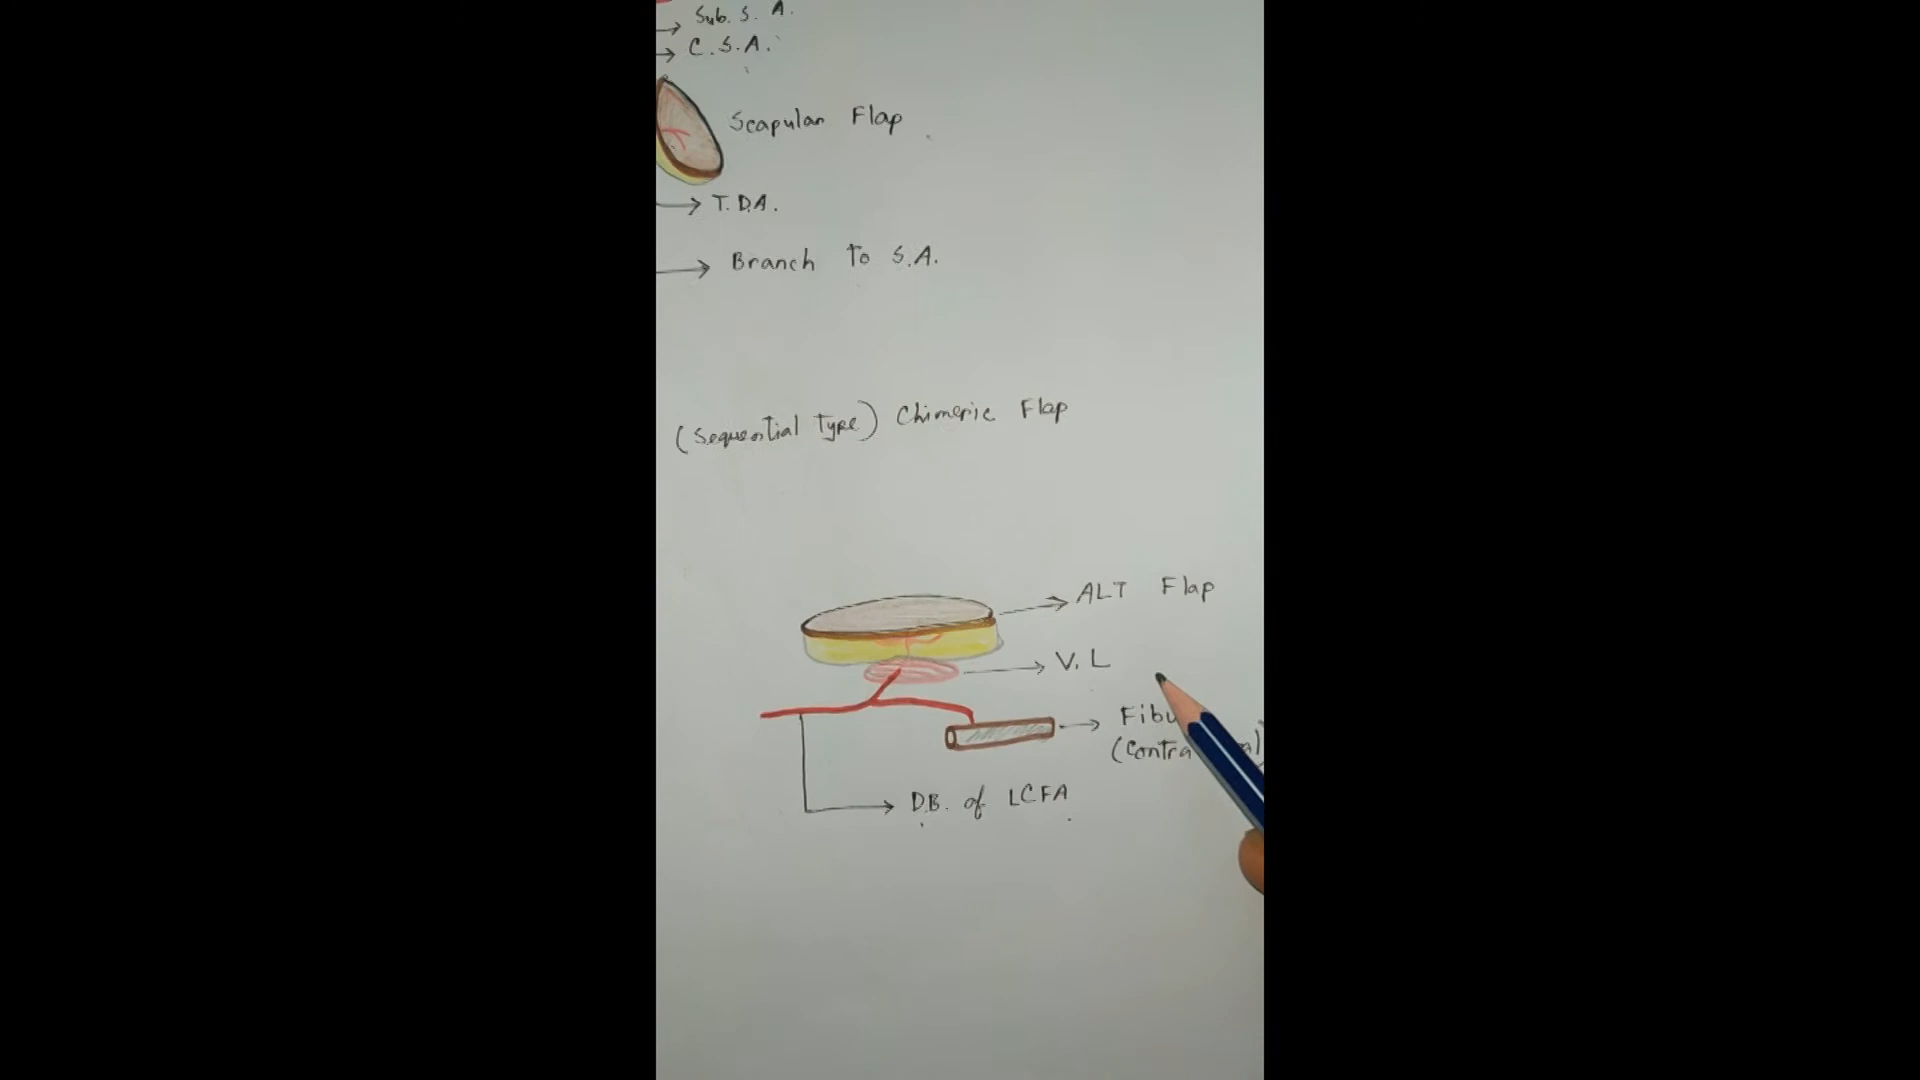 Sub. S. A.
C.S.A.
Scapular Flap
T.D.A.
Branch To S.A.
(Sequential Type) Chimeric Flap
ALT Flap
V.L
D.B. of LCFA